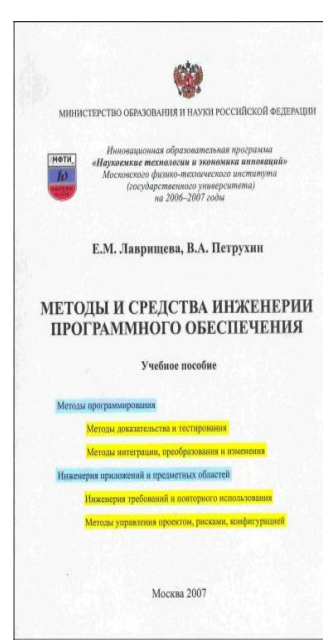 МИНИСТЕРСТВО ОБРАЗОВАНИЯ И НАУКИ РОССИЙСКОЙ ФЕДЕРАЦИИ
МФТИ
Инновационная образовательная программа
«Наукоемкие технологии и экономика инноваций»
Московского физико-технического института
(государственного университета)
на 2006–2007 годы
Е.М. Лаврищева, В.А. Петрухин
МЕТОДЫ И СРЕДСТВА ИНЖЕНЕРИИ
ПРОГРАММНОГО ОБЕСПЕЧЕНИЯ
Учебное пособие
Методы программирования
Методы доказательства и тестирования
Методы интеграции, преобразования и изменения
Инженерия приложений и предметных областей
Инженерия требований и повторного использования
Методы управления проектом, рисками, конфигурацией
Москва 2007